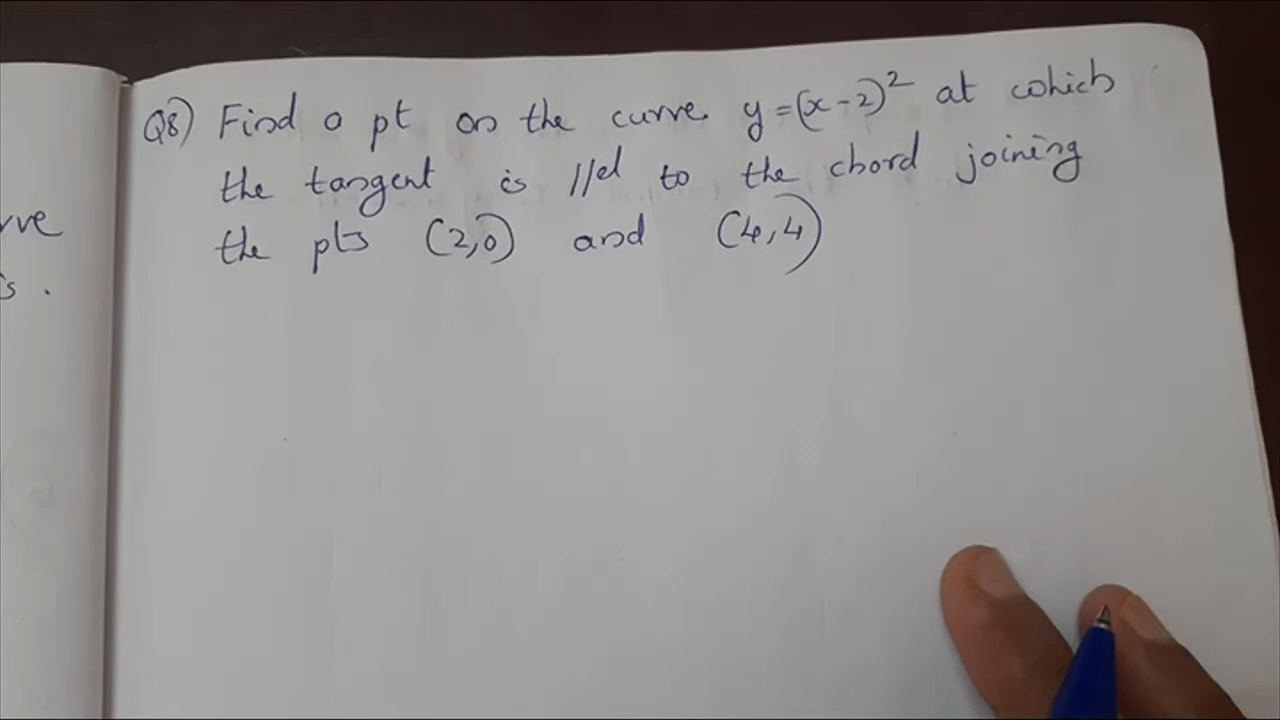 Q8) Find a pt on the curve y=(x-2)² at which
the tangent is //el to the chord joining
the pts (2,0) and (4,4)
rve
s.